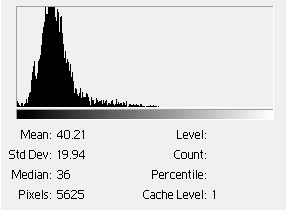 Mean: 40.21 Level:
Std Dev: 19.94 Count:
Median: 36 Percentile:
Pixels: 5625 Cache Level: 1